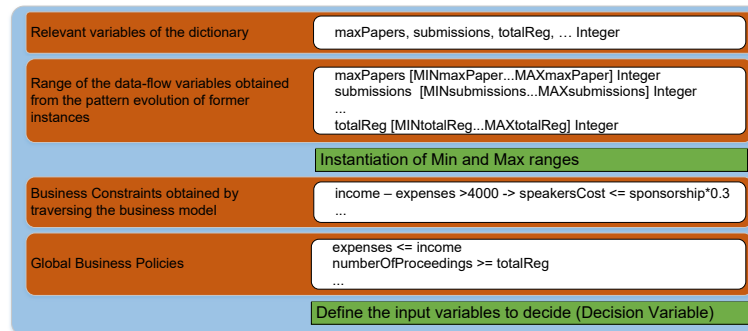 Relevant variables of the dictionary
maxPapers, submissions, totalReg, … Integer
Range of the data-flow variables obtained
from the pattern evolution of former
instances
maxPapers [MINmaxPaper...MAXmaxPaper] Integer
submissions [MINsubmissions...MAXsubmissions] Integer
...
totalReg [MINtotalReg...MAXtotalReg] Integer
Instantiation of Min and Max ranges
Business Constraints obtained by
traversing the business model
income – expenses >4000 -> speakersCost <= sponsorship*0.3
...
Global Business Policies
expenses <= income
numberOfProceedings >= totalReg
...
Define the input variables to decide (Decision Variable)